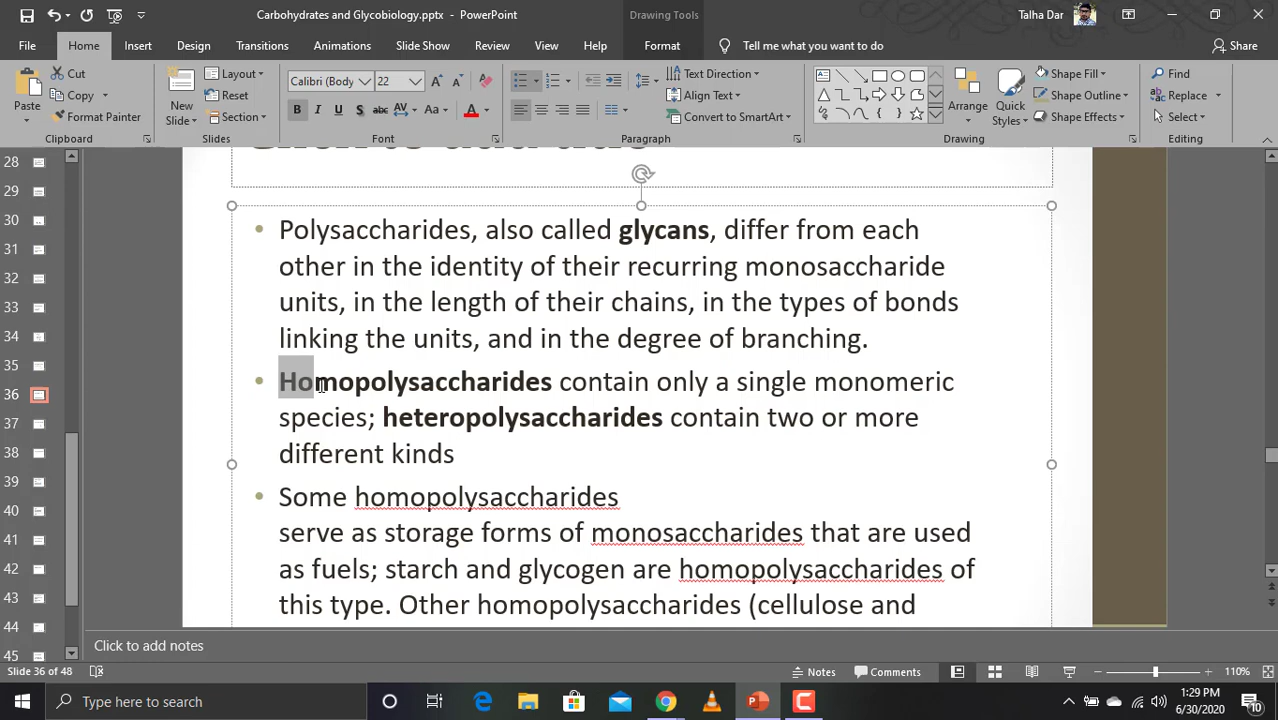 Carbohydrates and Glycobiology.pptx - PowerPoint
Drawing Tools
Talha Dar
File Home Insert Design Transitions Animations Slide Show Review View Help Format Tell me what you want to do Share
Paste
Cut
Copy
Format Painter
Clipboard
New Slide
Layout
Reset
Section
Slides
Calibri (Body 22
B I U S abc AV Aa A
Font
Text Direction
Align Text
Convert to SmartArt
Paragraph
Arrange
Quick Styles
Shape Fill
Shape Outline
Shape Effects
Drawing
Find
Replace
Select
Editing
28
29
30
31
32
33
34
35
36
37
38
39
40
41
42
43
44
45
Click to add title
• Polysaccharides, also called glycans, differ from each
other in the identity of their recurring monosaccharide
units, in the length of their chains, in the types of bonds
linking the units, and in the degree of branching.
• Homopolysaccharides contain only a single monomeric
species; heteropolysaccharides contain two or more
different kinds
• Some homopolysaccharides
serve as storage forms of monosaccharides that are used
as fuels; starch and glycogen are homopolysaccharides of
this type. Other homopolysaccharides (cellulose and
Click to add notes
Slide 36 of 48
Notes
Comments
110%
Type here to search
1:29 PM
6/30/2020
10